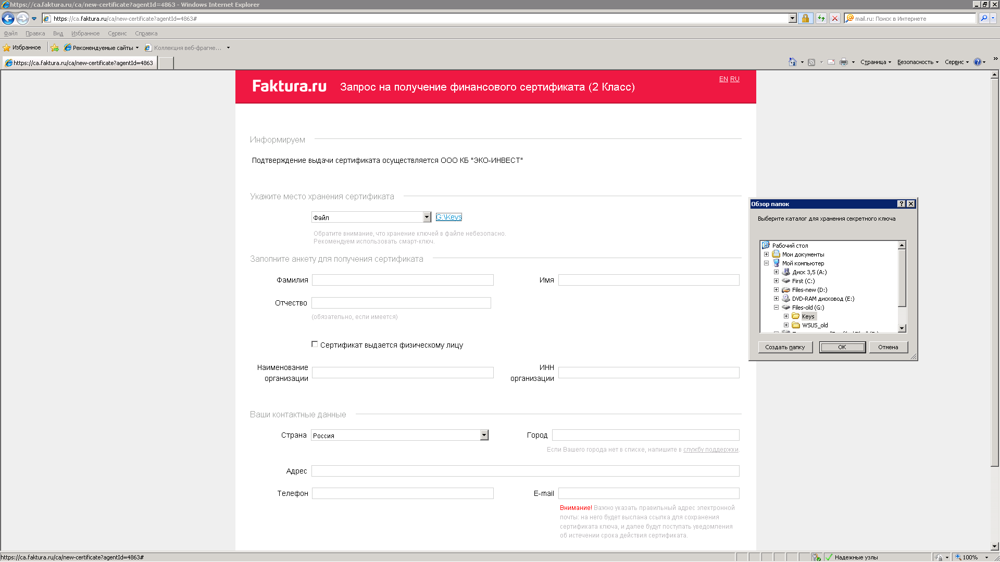 https://ca.faktura.ru/ca/new-certificate?agentId=4863 - Windows Internet Explorer
https://ca.faktura.ru/ca/new-certificate?agentId=4863#
mail.ru: Поиск в Интернете
Файл Правка Вид Избранное Сервис Справка
Избранное Рекомендуемые сайты Коллекция веб-фрагме...
https://ca.faktura.ru/ca/new-certificate?agentId=4863
Страница Безопасность Сервис
Faktura.ru Запрос на получение финансового сертификата (2 Класс)
EN RU
Информируем
Подтверждение выдачи сертификата осуществляется ООО КБ "ЭКО-ИНВЕСТ"
Укажите место хранения сертификата
Файл G:\Keys
Обратите внимание, что хранение ключей в файле небезопасно.
Рекомендуем использовать смарт-ключ.
Заполните анкету для получения сертификата
Фамилия
Имя
Отчество
(обязательно, если имеется)
Сертификат выдается физическому лицу
Наименование
организации
ИНН
организации
Ваши контактные данные
Страна Россия
Город
Если Вашего города нет в списке, напишите в службу поддержки.
Адрес
Телефон
E-mail
Внимание! Важно указать правильный адрес электронной
почты: на него будет выслана ссылка для сохранения
сертификата ключа, и далее будут поступать уведомления
об истечении срока действия сертификата.
Обзор папок
Выберите каталог для хранения секретного ключа
Рабочий стол
Мои документы
Мой компьютер
Диск 3,5 (A:)
First (C:)
Files-new (D:)
DVD-RAM дисковод (E:)
Files-old (G:)
Keys
WSUS_old
Создать папку OK Отмена
https://ca.faktura.ru/ca/new-certificate?agentId=4863#
Надежные узлы
100%